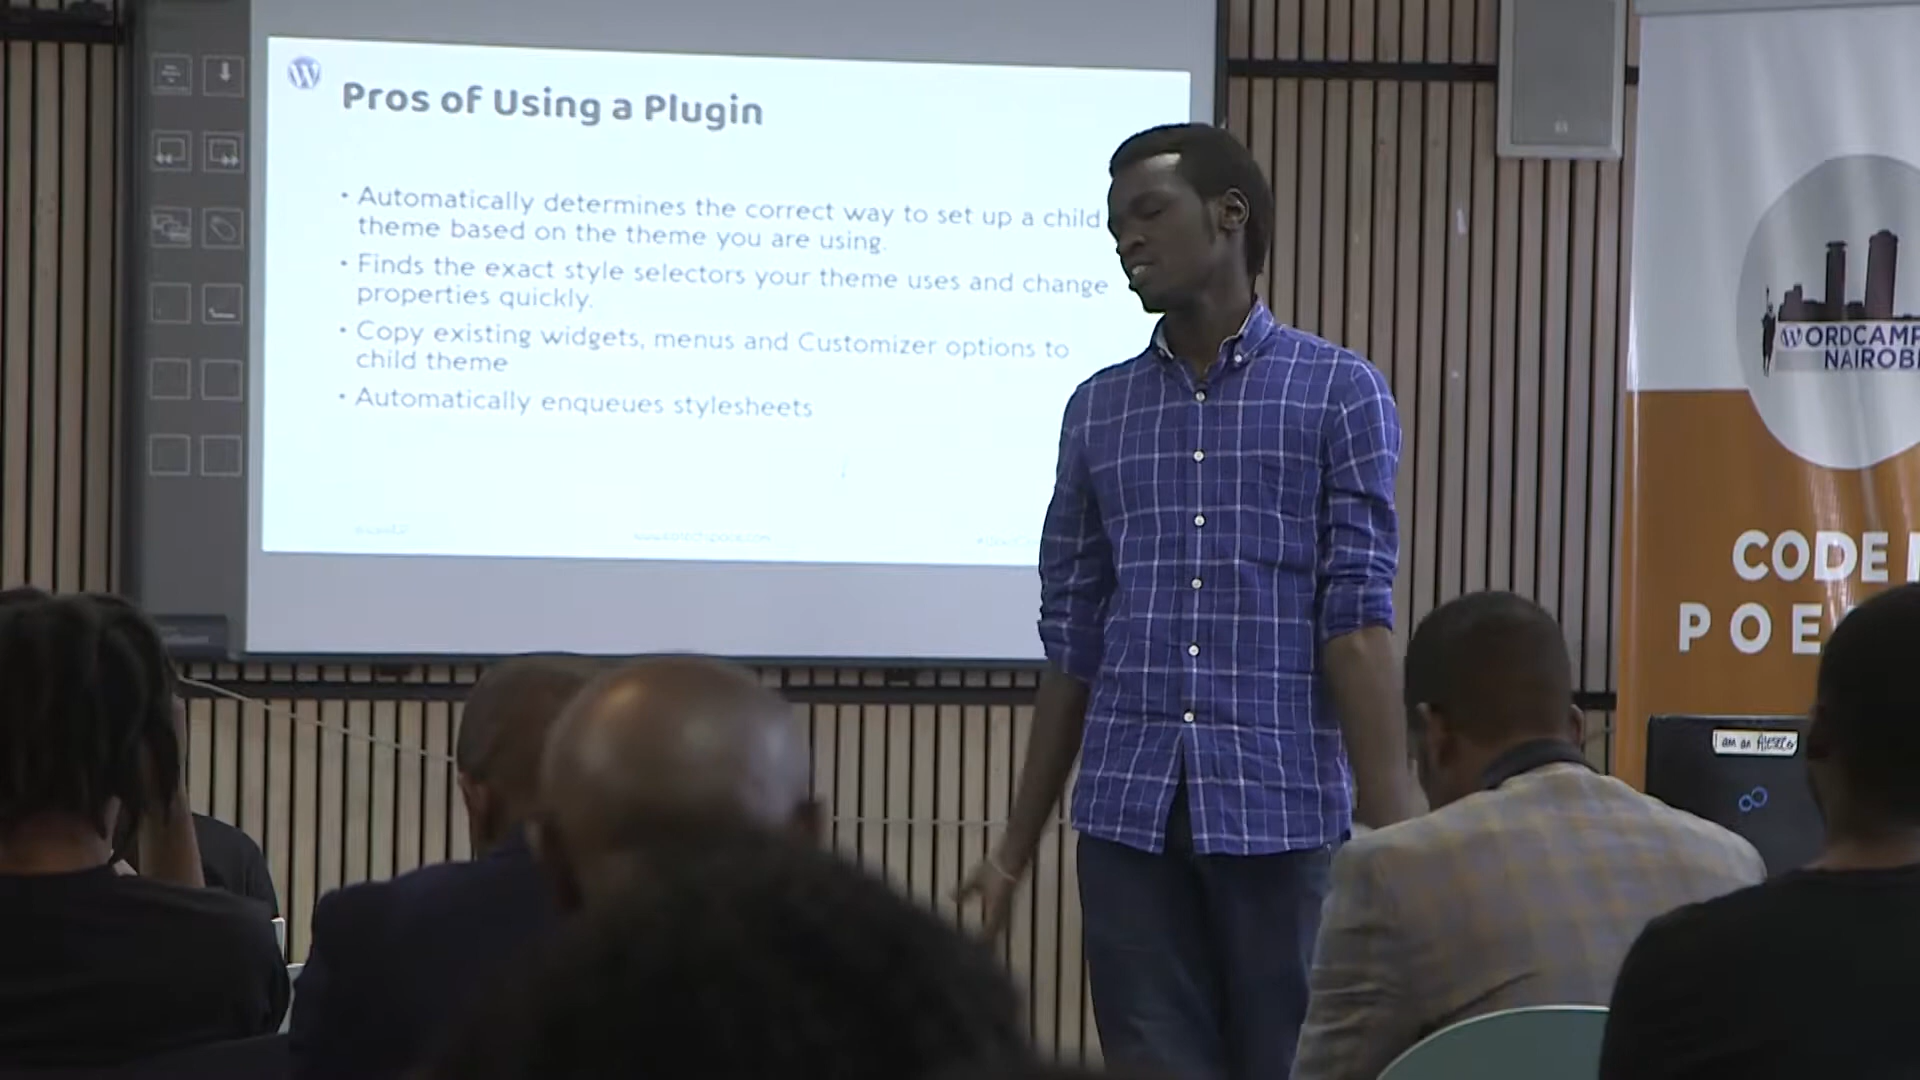 Pros of Using a Plugin
• Automatically determines the correct way to set up a child
theme based on the theme you are using.
• Finds the exact style selectors your theme uses and change
properties quickly.
• Copy existing widgets, menus and Customizer options to
child theme
• Automatically enqueues stylesheets
WORDCAMP
NAIROBI
CODE
POE
I am an